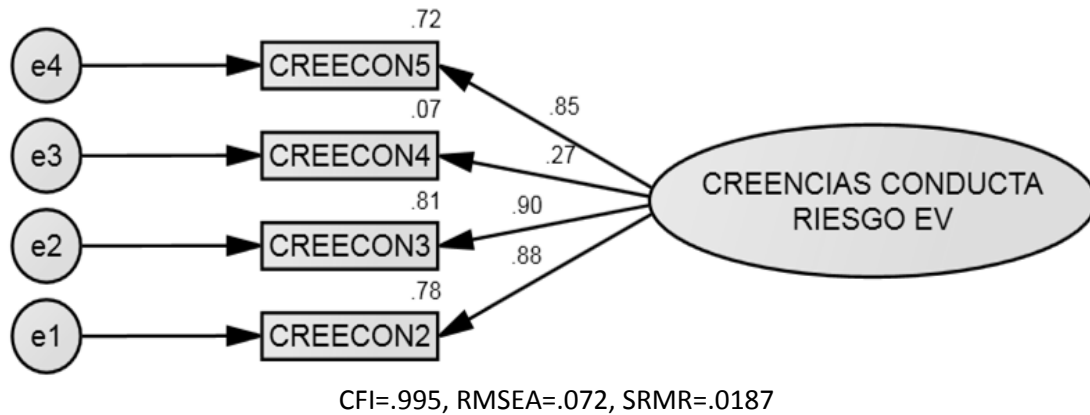 .72
e4
CREECON5
.85
.07
e3
CREECON4
.27
CREENCIAS CONDUCTA
RIESGO EV
.81
.90
e2
CREECON3
.88
.78
e1
CREECON2
CFI=.995, RMSEA=.072, SRMR=.0187